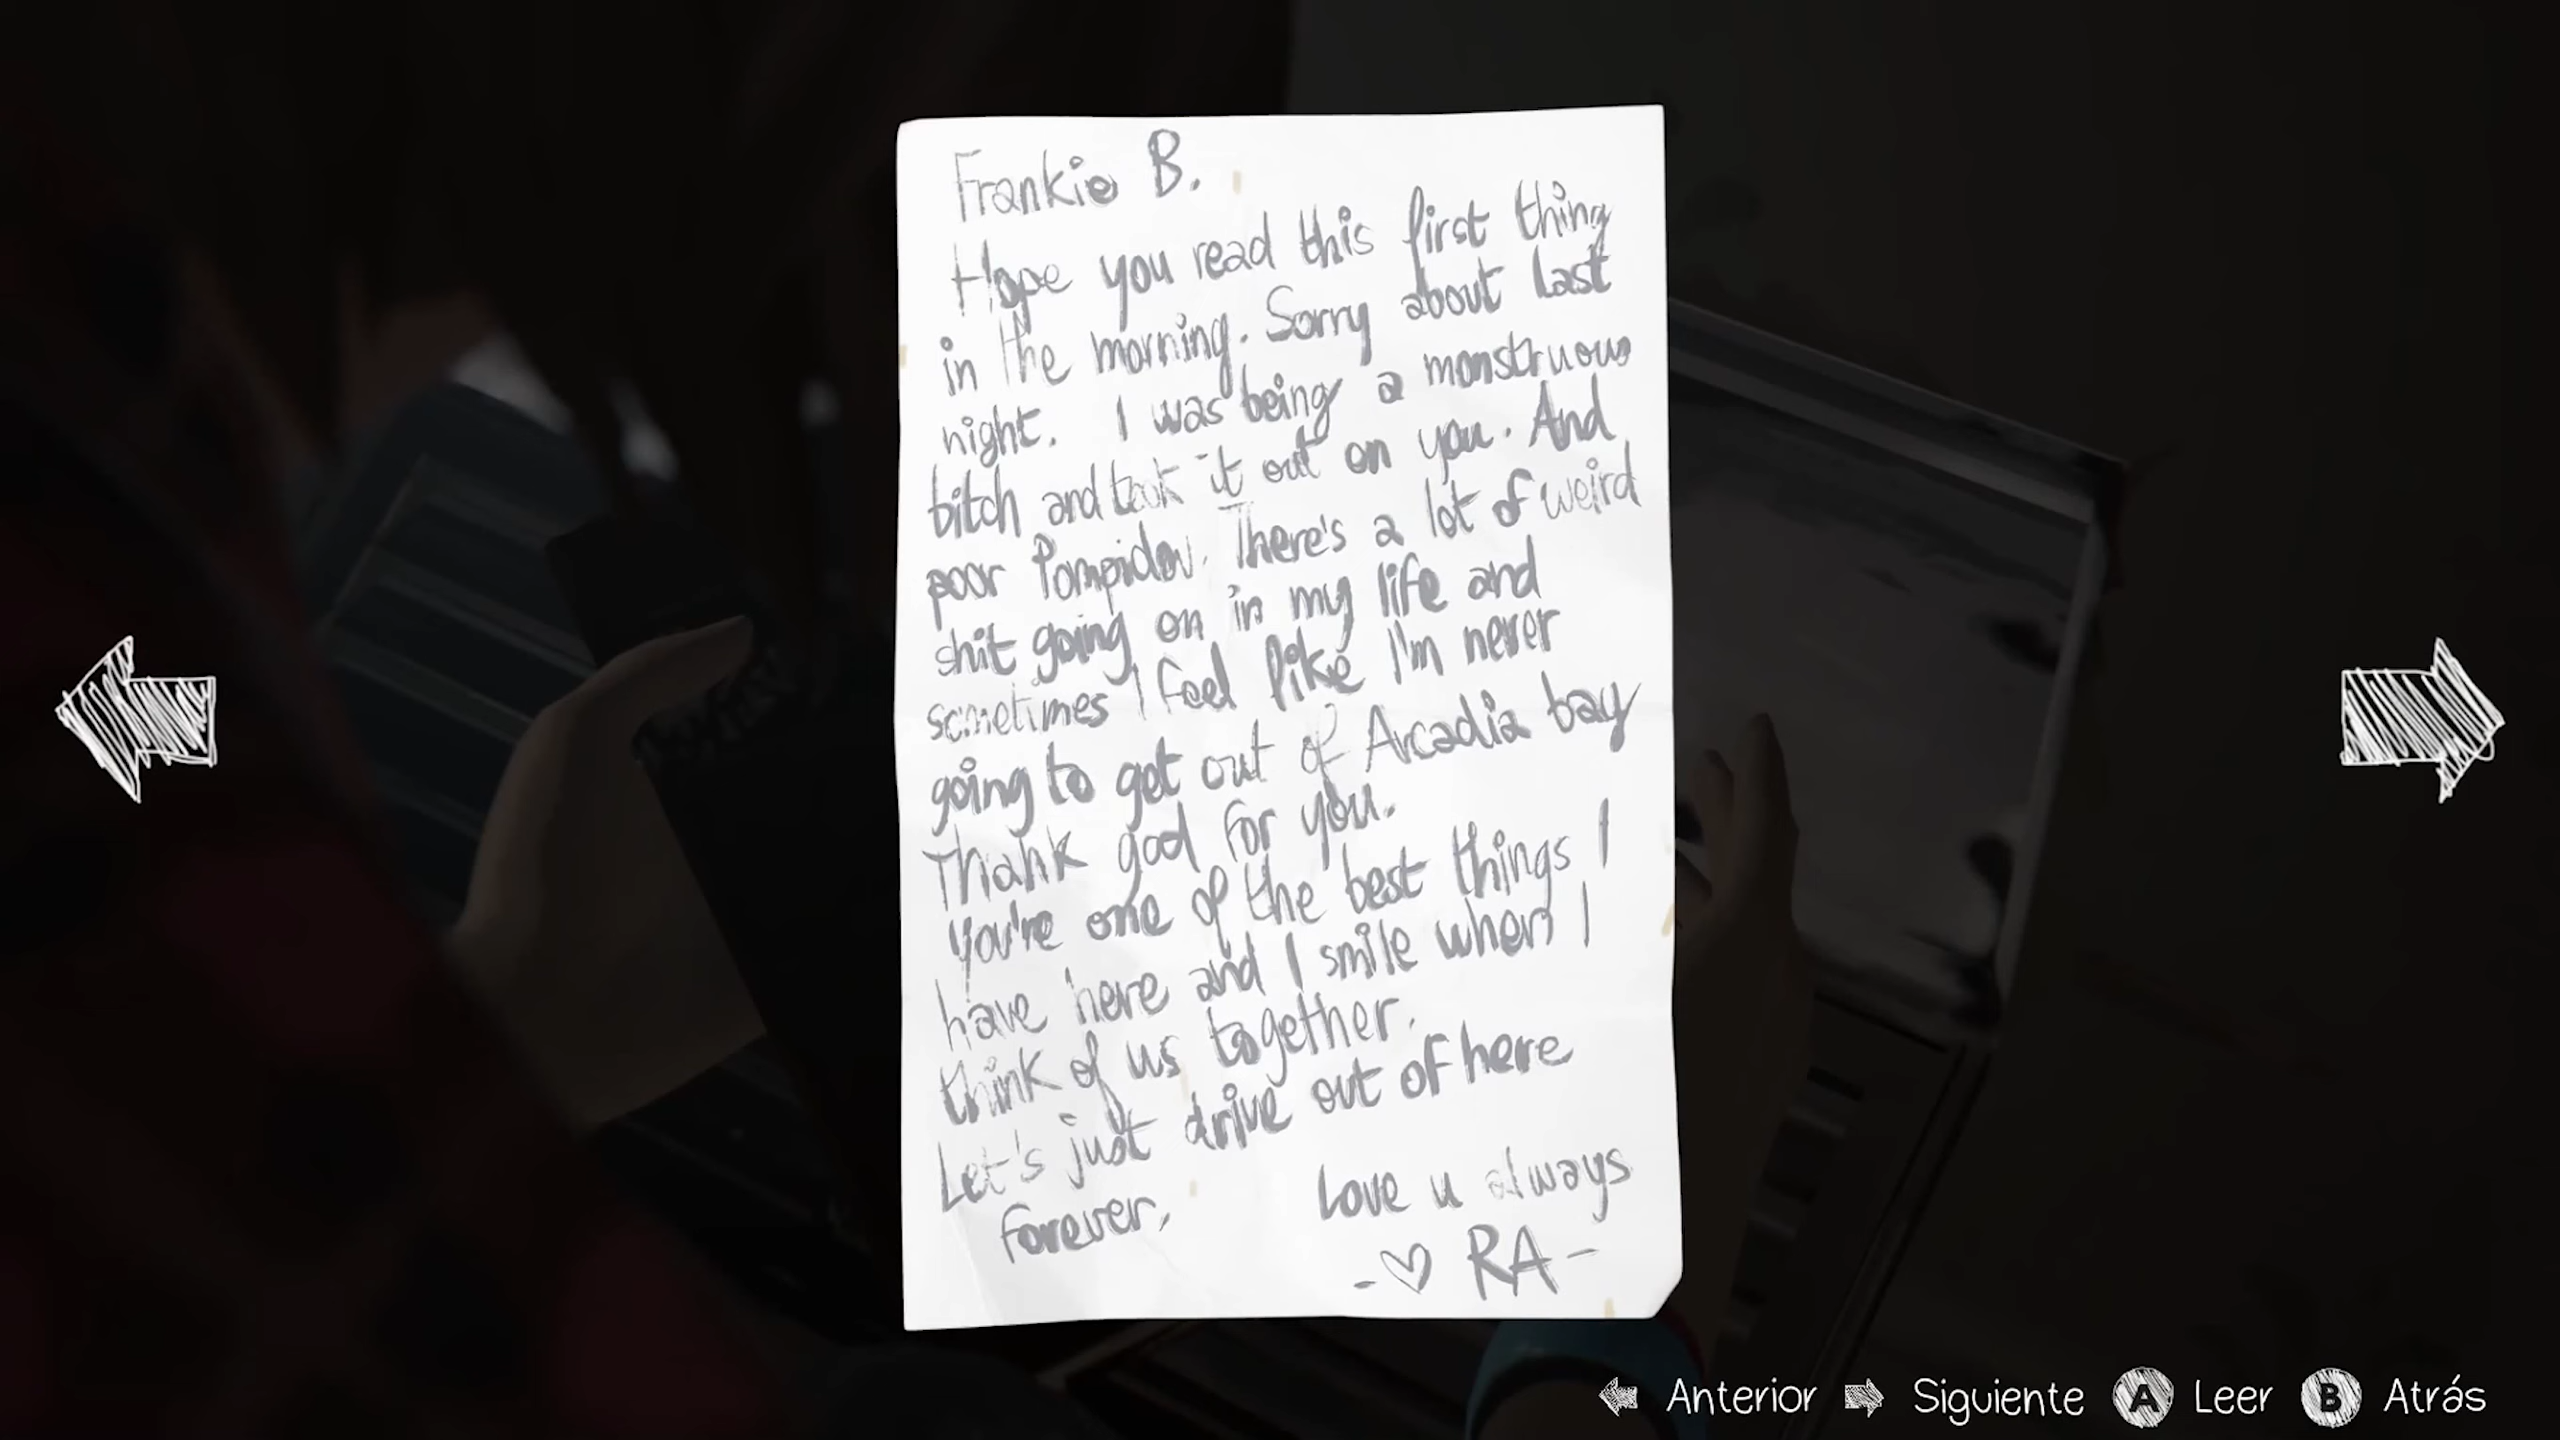 Frankie B.
Hope you read this first thing
in the morning. Sorry about last
night. I was being a monstruous
bitch and took it out on you. And
poor Pompidou. There's a lot of weird
shit going on in my life and
sometimes I feel like I'm never
going to get out of Arcadia bay
Thank god for you.
You're one of the best things I
have here and I smile when I
think of us together.
Let's just drive out of here
forever.
Love u always
-♡ RA-
Anterior Siguiente A Leer B Atrás